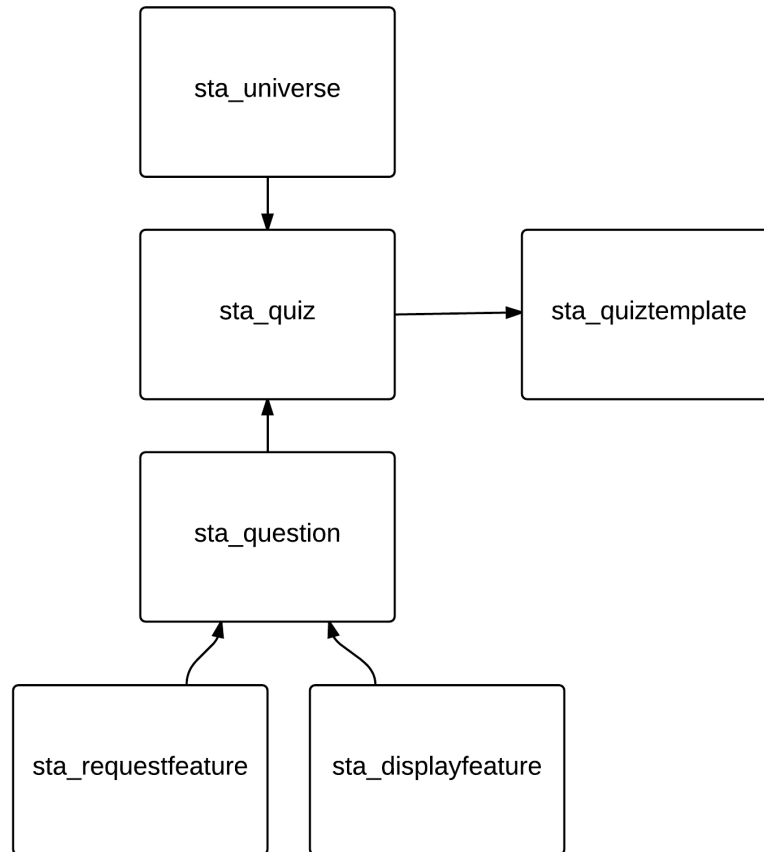 sta_universe
sta_quiz
sta_quiztemplate
sta_question
sta_requestfeature
sta_displayfeature